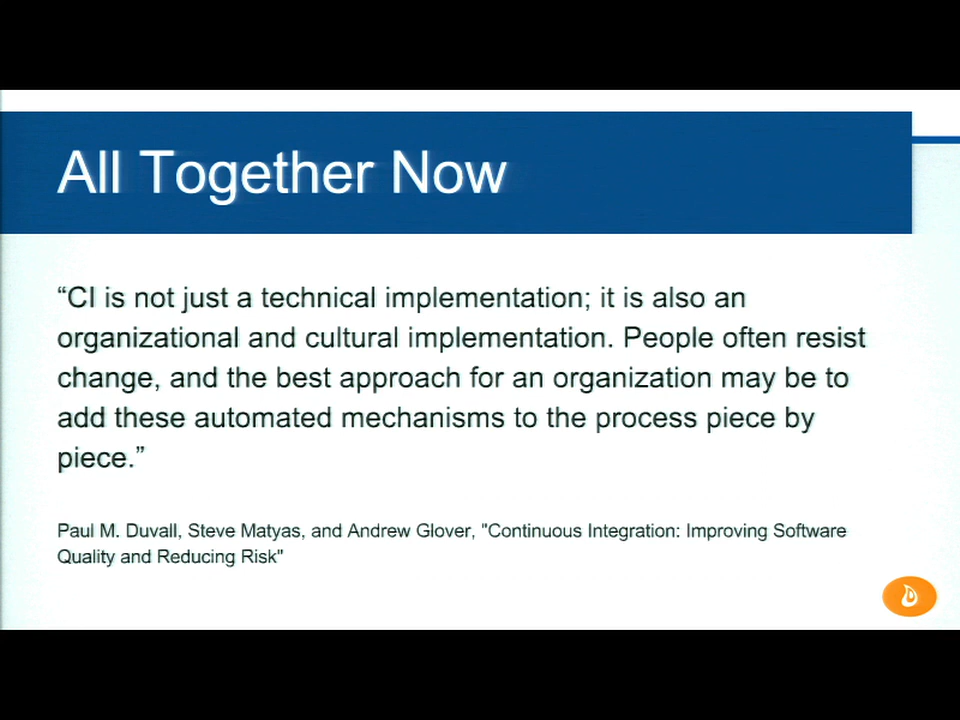 All Together Now
“CI is not just a technical implementation; it is also an
organizational and cultural implementation. People often resist
change, and the best approach for an organization may be to
add these automated mechanisms to the process piece by
piece.”
Paul M. Duvall, Steve Matyas, and Andrew Glover, "Continuous Integration: Improving Software
Quality and Reducing Risk"